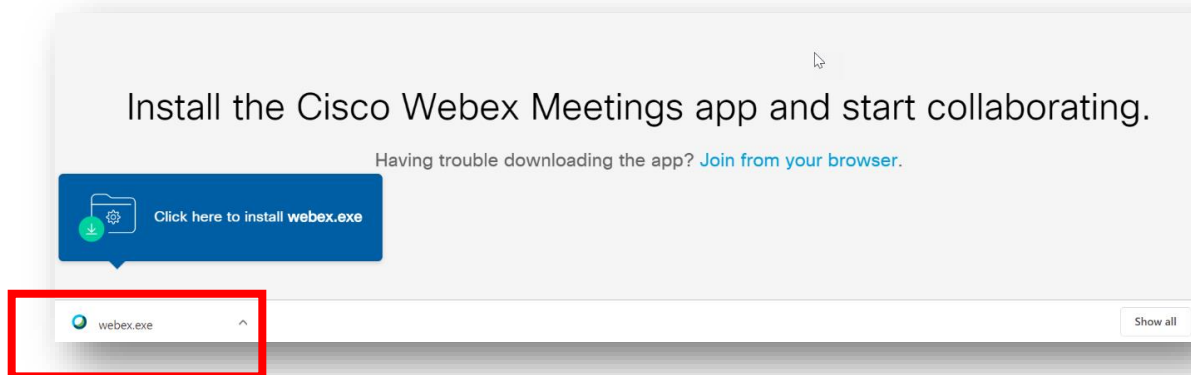 Install the Cisco Webex Meetings app and start collaborating.
Having trouble downloading the app? Join from your browser.
Click here to install webex.exe
webex.exe
Show all